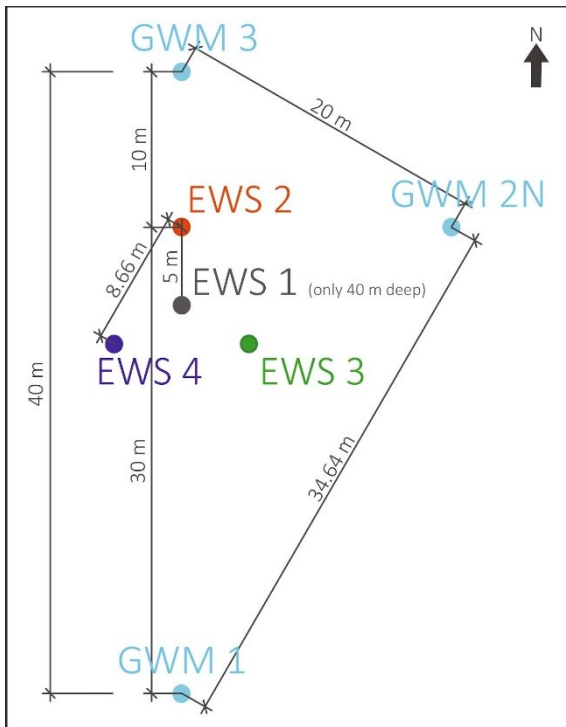 GWM 3
N
20 m
10 m
GWM 2N
EWS 2
8.66 m
5 m
EWS 1 (only 40 m deep)
EWS 4
EWS 3
40 m
30 m
34.64 m
GWM 1